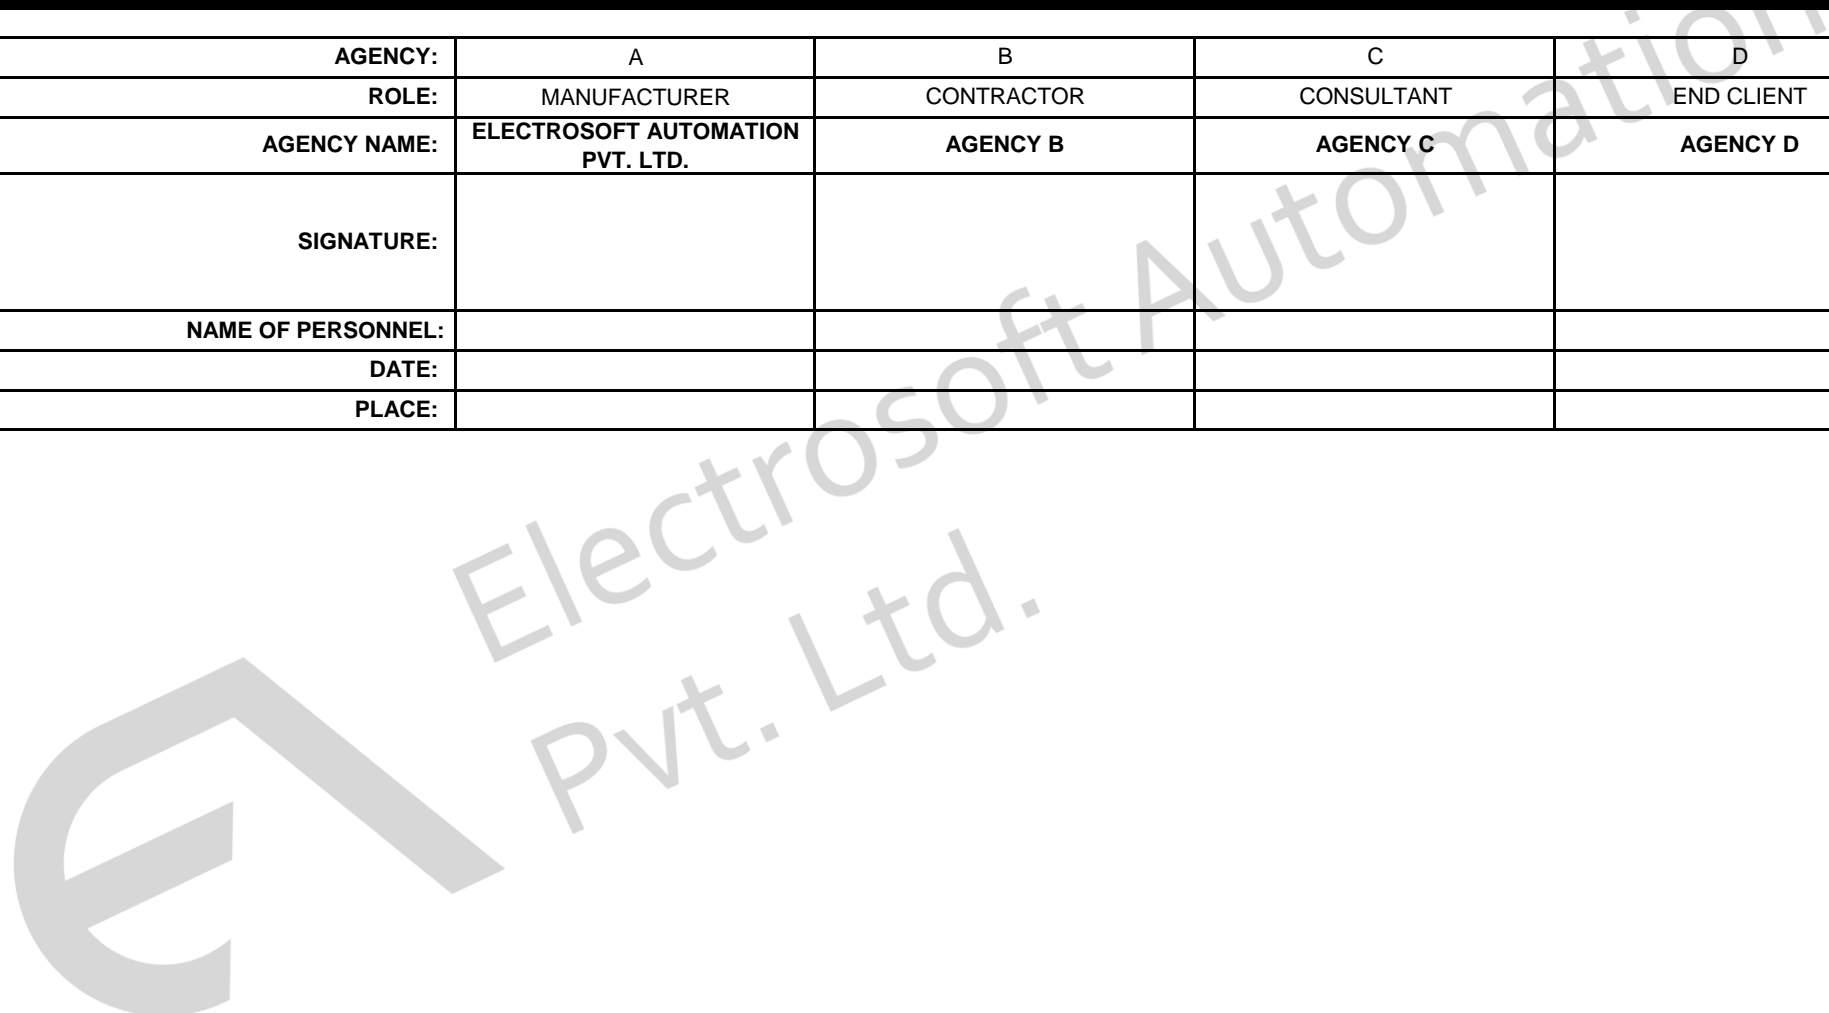 AGENCY: A B C D
ROLE: MANUFACTURER CONTRACTOR CONSULTANT END CLIENT
AGENCY NAME: ELECTROSOFT AUTOMATION PVT. LTD. AGENCY B AGENCY C AGENCY D
SIGNATURE:
NAME OF PERSONNEL:
DATE:
PLACE:
Electrosoft Automation
Pvt. Ltd.